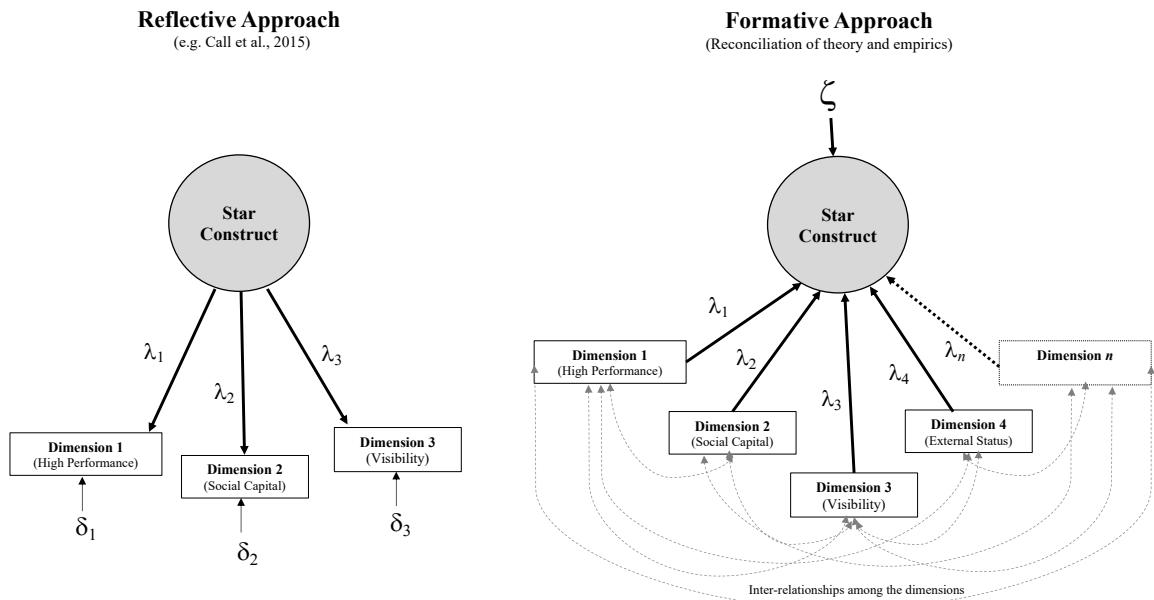 Reflective Approach
(e.g. Call et al., 2015)
Star
Construct
λ1
λ2
λ3
Dimension 1
(High Performance)
Dimension 2
(Social Capital)
Dimension 3
(Visibility)
δ1
δ2
δ3
Formative Approach
(Reconciliation of theory and empirics)
ζ
Star
Construct
λ1
λ2
λ3
λ4
λn
Dimension 1
(High Performance)
Dimension 2
(Social Capital)
Dimension 3
(Visibility)
Dimension 4
(External Status)
Dimension n
Inter-relationships among the dimensions